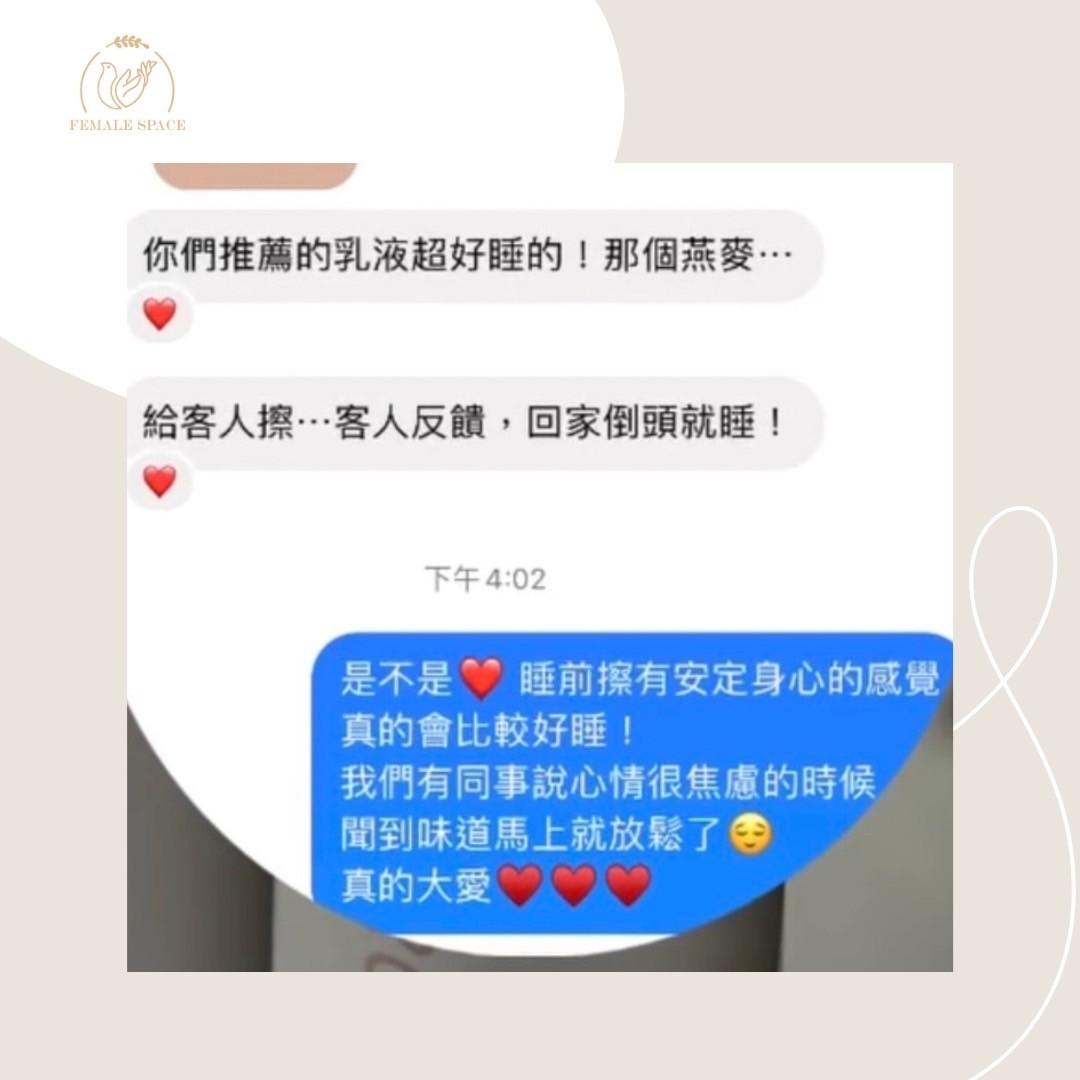 FEMALE SPACE
你們推薦的乳液超好睡的！那個燕麥⋯
❤️
給客人擦⋯客人反饋，回家倒頭就睡！
❤️
下午4:02
是不是❤️ 睡前擦有安定身心的感覺
真的會比較好睡！
我們有同事說心情很焦慮的時候
聞到味道馬上就放鬆了😌
真的大愛❤️❤️❤️